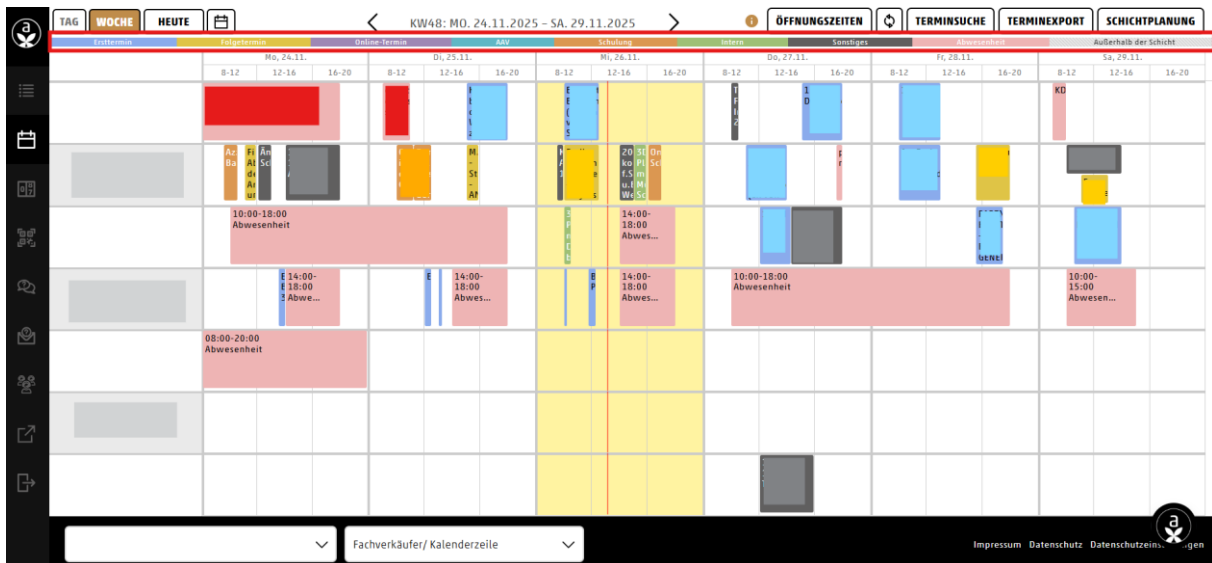 a
TAG WOCHE HEUTE KW48: MO. 24.11.2025 – SA. 29.11.2025 i ÖFFNUNGSZEITEN TERMINSUCHE TERMINEXPORT SCHICHTPLANUNG
Ersttermin Folgetermin Online-Termin AAV Schulung Intern Sonstiges Abwesenheit Außerhalb der Schicht
Mo, 24.11. Di, 25.11. Mi, 26.11. Do, 27.11. Fr, 28.11. Sa, 29.11.
8-12 12-16 16-20 8-12 12-16 16-20 8-12 12-16 16-20 8-12 12-16 16-20 8-12 12-16 16-20 8-12 12-16 16-20
KD
10:00-18:00
Abwesenheit
14:00-
18:00
Abwes...
14:00-
18:00
Abwe...
14:00-
18:00
Abwes...
14:00-
18:00
Abwes...
10:00-18:00
Abwesenheit
10:00-
15:00
Abwesen...
08:00-20:00
Abwesenheit
Fachverkäufer/ Kalenderzeile
Impressum Datenschutz
a